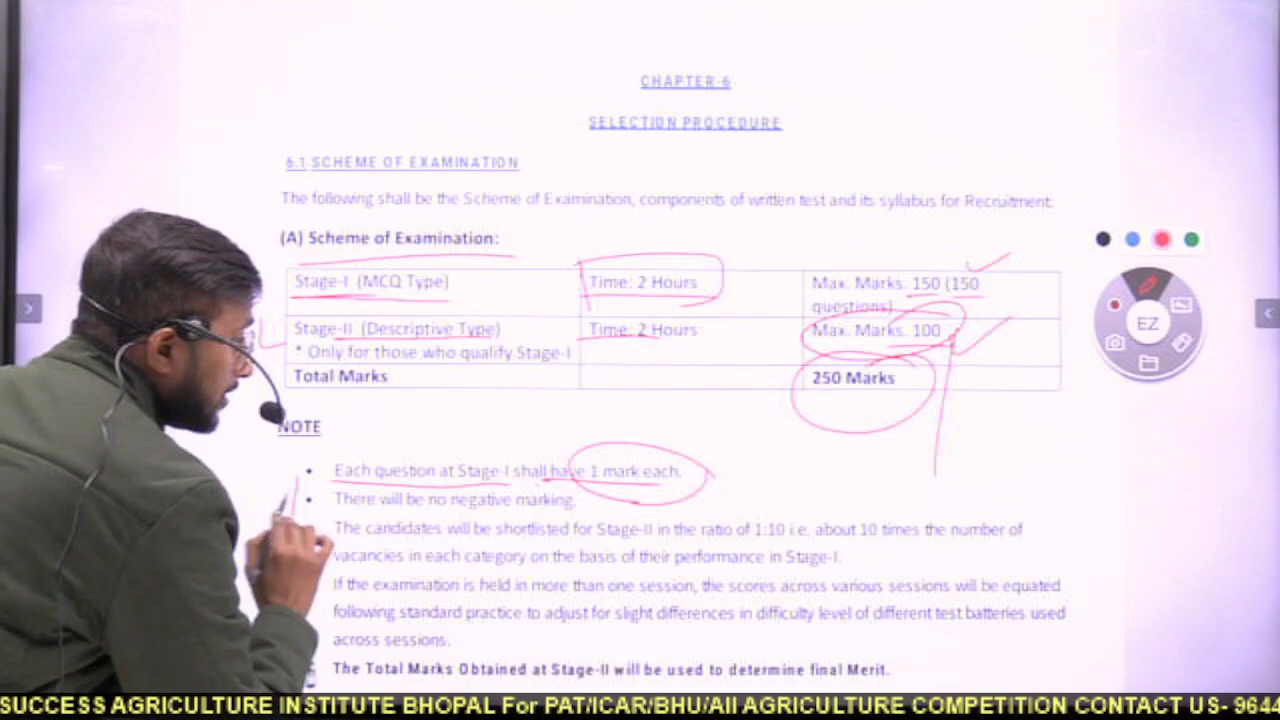 CHAPTER-6
SELECTION PROCEDURE
6.1 SCHEME OF EXAMINATION
The following shall be the Scheme of Examination, components of written test and its syllabus for Recruitment:
(A) Scheme of Examination:
Stage-I (MCQ Type) Time: 2 Hours Max. Marks. 150 (150
questions)
Stage-II (Descriptive Type) Time: 2 Hours Max. Marks. 100
* Only for those who qualify Stage-I
Total Marks 250 Marks
EZ
NOTE
• Each question at Stage-I shall have 1 mark each.
• There will be no negative marking.
The candidates will be shortlisted for Stage-II in the ratio of 1:10 i.e. about 10 times the number of
vacancies in each category on the basis of their performance in Stage-I.
If the examination is held in more than one session, the scores across various sessions will be equated
following standard practice to adjust for slight differences in difficulty level of different test batteries used
across sessions.
The Total Marks Obtained at Stage-II will be used to determine final Merit.
SUCCESS AGRICULTURE INSTITUTE BHOPAL For PAT/ICAR/BHU/All AGRICULTURE COMPETITION CONTACT US- 9644